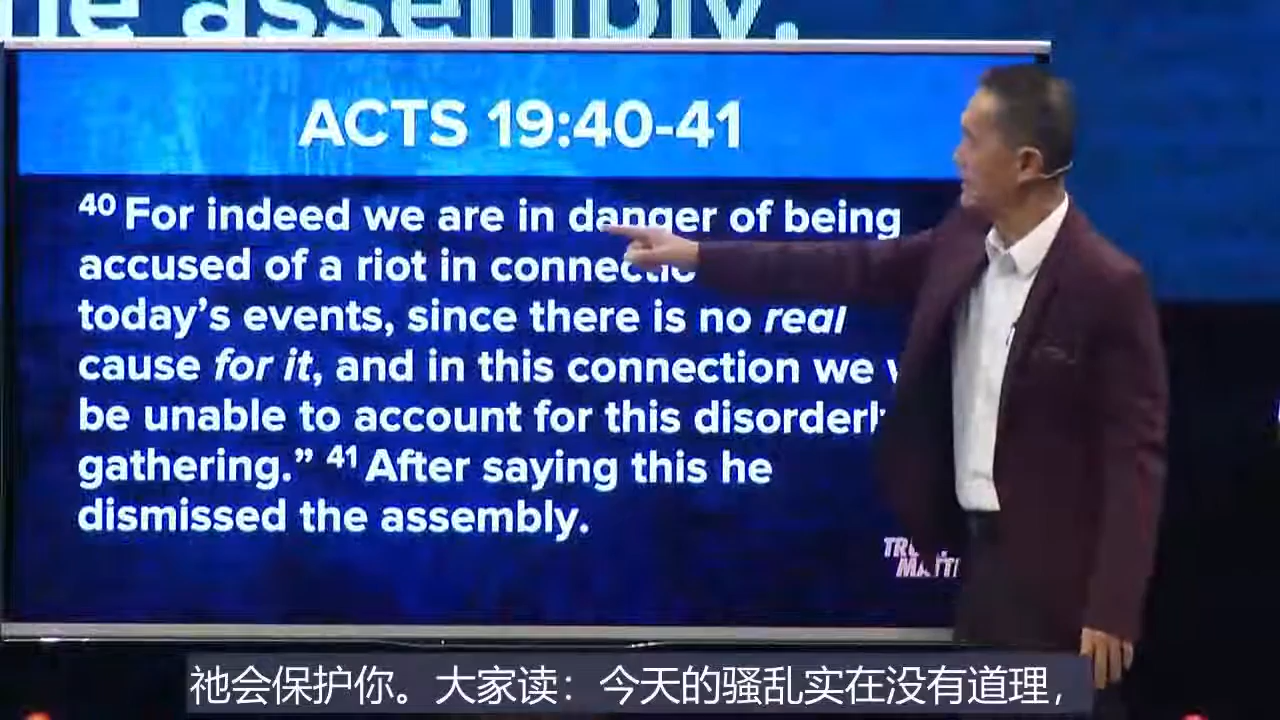 he assembly.
ACTS 19:40-41
40 For indeed we are in danger of being
accused of a riot in
today's events, since there is no real
cause for it, and in this connection we
be unable to account for this
gathering.” 41 After saying this he
dismissed the assembly.
祂会保护你。大家读：今天的骚乱实在没有道理，